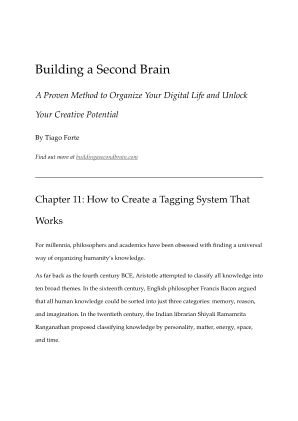 Building a Second Brain
A Proven Method to Organize Your Digital Life and Unlock
Your Creative Potential
By Tiago Forte
Find out more at buildingasecondbrain.com
Chapter 11: How to Create a Tagging System That
Works
For millennia, philosophers and academics have been obsessed with finding a universal
way of organizing humanity's knowledge.
As far back as the fourth century BCE, Aristotle attempted to classify all knowledge into
ten broad themes. In the sixteenth century, English philosopher Francis Bacon argued
that all human knowledge could be sorted into just three categories: memory, reason,
and imagination. In the twentieth century, the Indian librarian Shiyali Ramamrita
Ranganathan proposed classifying knowledge by personality, matter, energy, space,
and time.